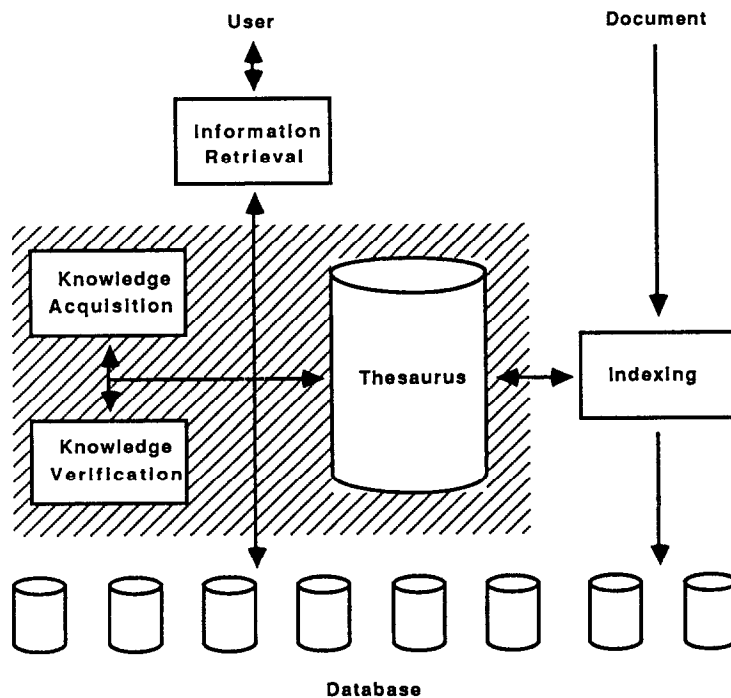 User
Document
Information
Retrieval
Knowledge
Acquisition
Thesaurus
Indexing
Knowledge
Verification
Database